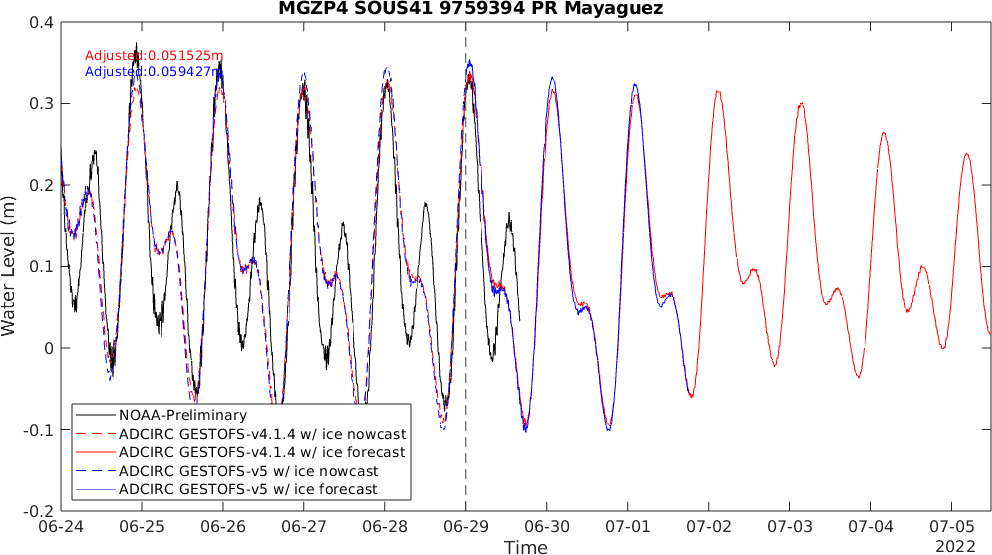 MGZP4 SOUS41 9759394 PR Mayaguez
Adjusted:0.051525m
Adjusted:0.059427m
Water Level (m)
0.4
0.3
0.2
0.1
0
-0.1
-0.2
NOAA-Preliminary
ADCIRC GESTOFS-v4.1.4 w/ ice nowcast
ADCIRC GESTOFS-v4.1.4 w/ ice forecast
ADCIRC GESTOFS-v5 w/ ice nowcast
ADCIRC GESTOFS-v5 w/ ice forecast
06-24 06-25 06-26 06-27 06-28 06-29 06-30 07-01 07-02 07-03 07-04 07-05
Time
2022